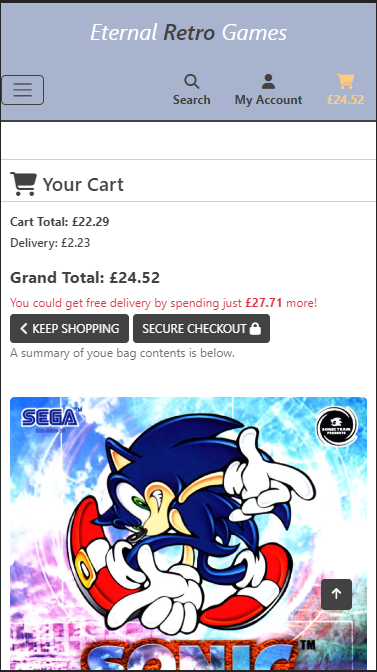 Eternal Retro Games
Search
My Account
£24.52
Your Cart
Cart Total: £22.29
Delivery: £2.23
Grand Total: £24.52
You could get free delivery by spending just £27.71 more!
KEEP SHOPPING
SECURE CHECKOUT
A summary of youe bag contents is below.
SEGA™
SONIC TEAM
PRESENTS
SONIC™